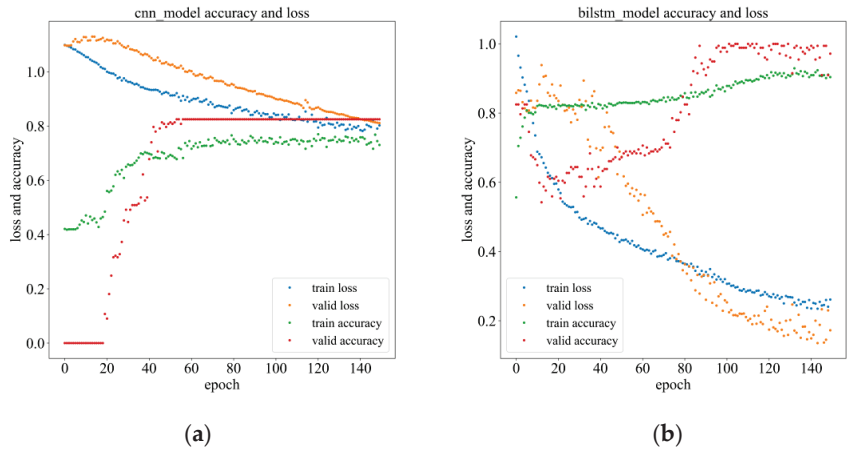 cnn_model accuracy and loss
loss and accuracy
1.0
0.8
0.6
0.4
0.2
0.0
0 20 40 60 80 100 120 140
epoch
train loss
valid loss
train accuracy
valid accuracy
(a)
bilstm_model accuracy and loss
loss and accuracy
1.0
0.8
0.6
0.4
0.2
0 20 40 60 80 100 120 140
epoch
train loss
valid loss
train accuracy
valid accuracy
(b)